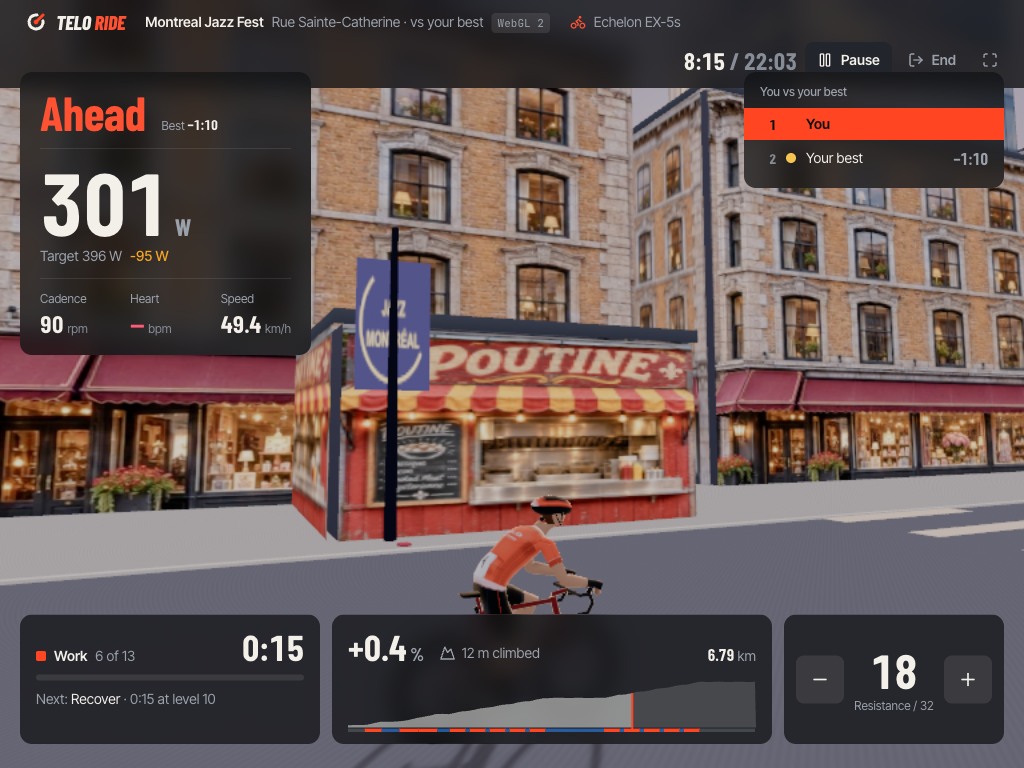 TELO RIDE Montreal Jazz Fest Rue Sainte-Catherine · vs your best WebGL 2 Echelon EX-5s
8:15 / 22:03 Pause End
Ahead Best −1:10
301 W
Target 396 W -95 W
Cadence Heart Speed
90 rpm – bpm 49.4 km/h
You vs your best
1 You
2 Your best −1:10
JAZZ
MONTRÉAL
POUTINE
POUTINE
Work 6 of 13 0:15
Next: Recover · 0:15 at level 10
+0.4 % 12 m climbed 6.79 km
− 18 +
Resistance / 32